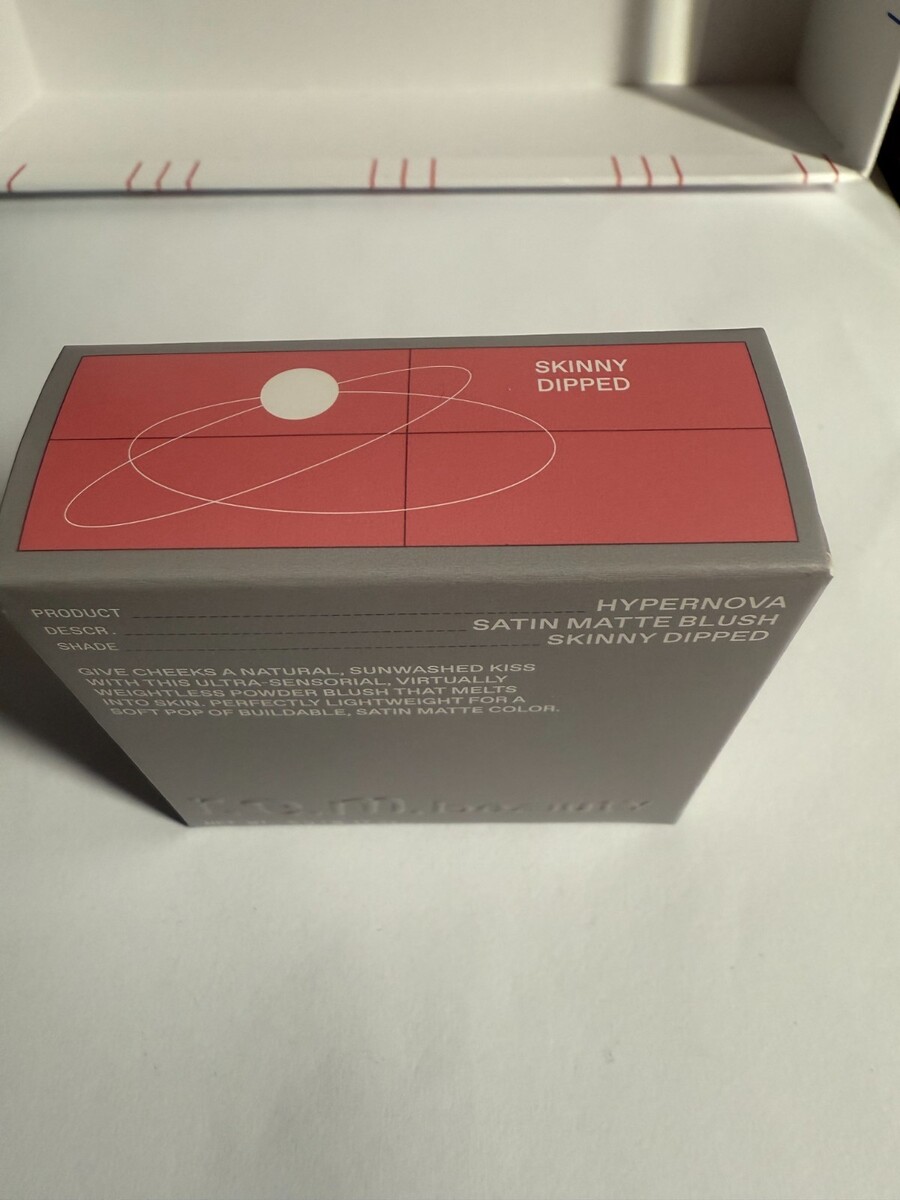 SKINNY
DIPPED
PRODUCT HYPERNOVA
DESCR. SATIN MATTE BLUSH
SHADE SKINNY DIPPED
GIVE CHEEKS A NATURAL, SUNWASHED KISS
WITH THIS ULTRA-SENSORIAL, VIRTUALLY
WEIGHTLESS POWDER BLUSH THAT MELTS
INTO SKIN. PERFECTLY LIGHTWEIGHT FOR A
SOFT POP OF BUILDABLE, SATIN MATTE COLOR.